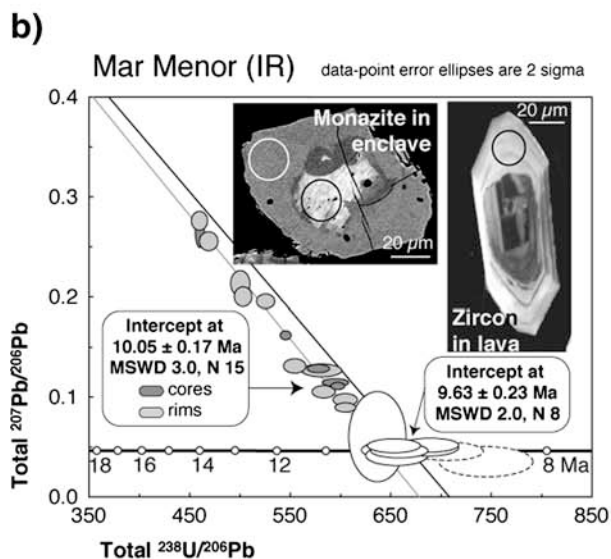 b)
Mar Menor (IR)
data-point error ellipses are 2 sigma
0.4
0.3
0.2
0.1
0.0
Total ²⁰⁷Pb/²⁰⁶Pb
Monazite in
enclave
20 µm
20 µm
Zircon
in lava
Intercept at
10.05 ± 0.17 Ma
MSWD 3.0, N 15
cores
rims
Intercept at
9.63 ± 0.23 Ma
MSWD 2.0, N 8
18 16 14 12 8 Ma
350 450 550 650 750 850
Total ²³⁸U/²⁰⁶Pb